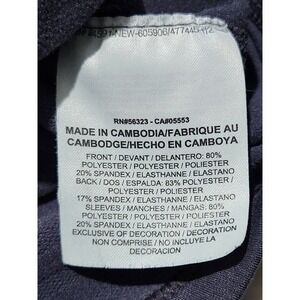 RN#56323 - CA#05553
MADE IN CAMBODIA/FABRIQUE AU
CAMBODGE/HECHO EN CAMBOYA
FRONT / DEVANT / DELANTERO: 80%
POLYESTER / POLYESTER / POLIESTER
20% SPANDEX / ELASTHANNE / ELASTANO
BACK / DOS / ESPALDA: 83% POLYESTER /
POLYESTER / POLIESTER
17% SPANDEX / ELASTHANNE / ELASTANO
SLEEVES / MANCHES / MANGAS: 80%
POLYESTER / POLYESTER / POLIESTER
20% SPANDEX / ELASTHANNE / ELASTANO
EXCLUSIVE OF DECORATION / DECORATION
NON COMPRISE / NO INCLUYE LA
DECORACION